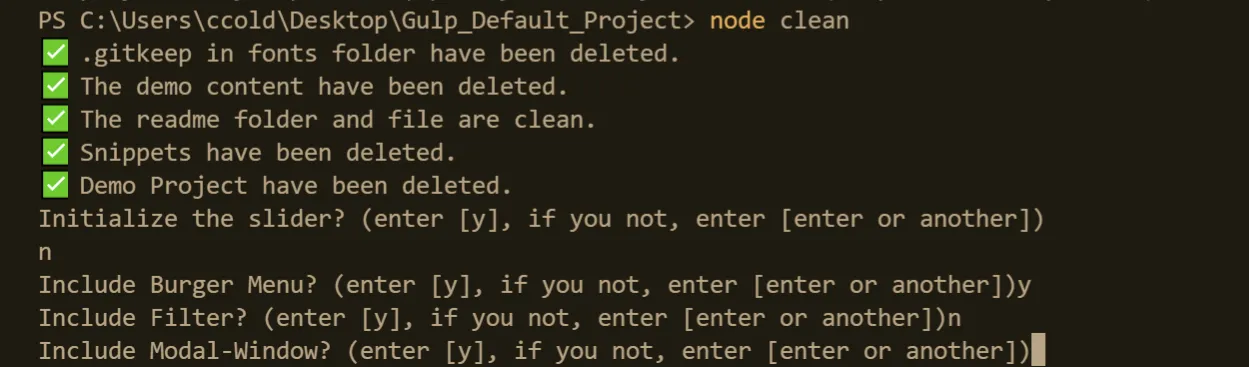 PS C:\Users\ccold\Desktop\Gulp_Default_Project> node clean
✅ .gitkeep in fonts folder have been deleted.
✅ The demo content have been deleted.
✅ The readme folder and file are clean.
✅ Snippets have been deleted.
✅ Demo Project have been deleted.
Initialize the slider? (enter [y], if you not, enter [enter or another])
n
Include Burger Menu? (enter [y], if you not, enter [enter or another])y
Include Filter? (enter [y], if you not, enter [enter or another])n
Include Modal-Window? (enter [y], if you not, enter [enter or another])